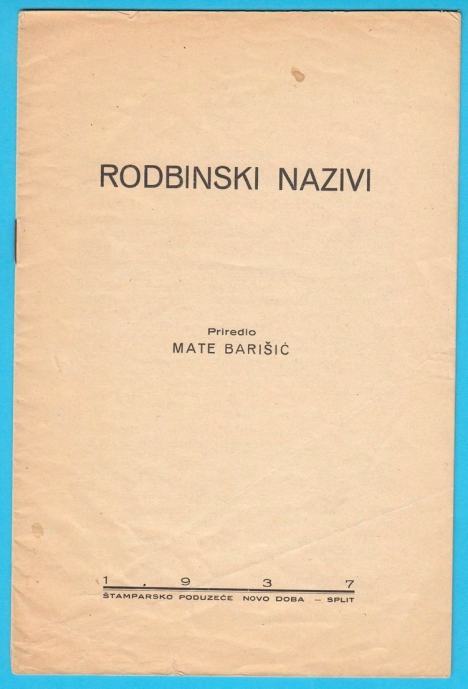 RODBINSKI NAZIVI
Priredio
MATE BARIŠIĆ
1 . 9 3 7
ŠTAMPARSKO PODUZEĆE NOVO DOBA – SPLIT